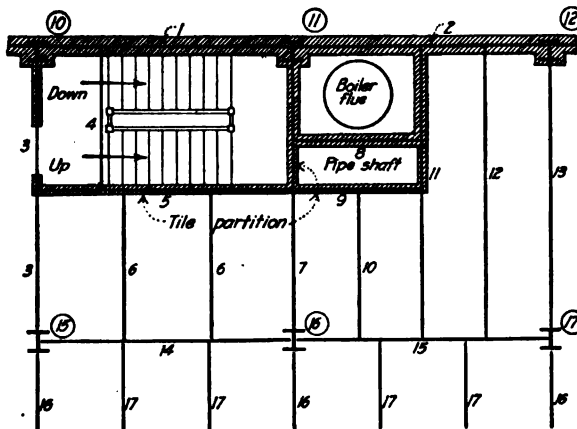 10 1 11 2 12
Down
Boiler
flue
3 4
Up
8
Pipe shaft
11 12 13
5 9
Tile partition
3 6 6 7 10
15 16 17
14 15
16 17 17 16 17 17 16